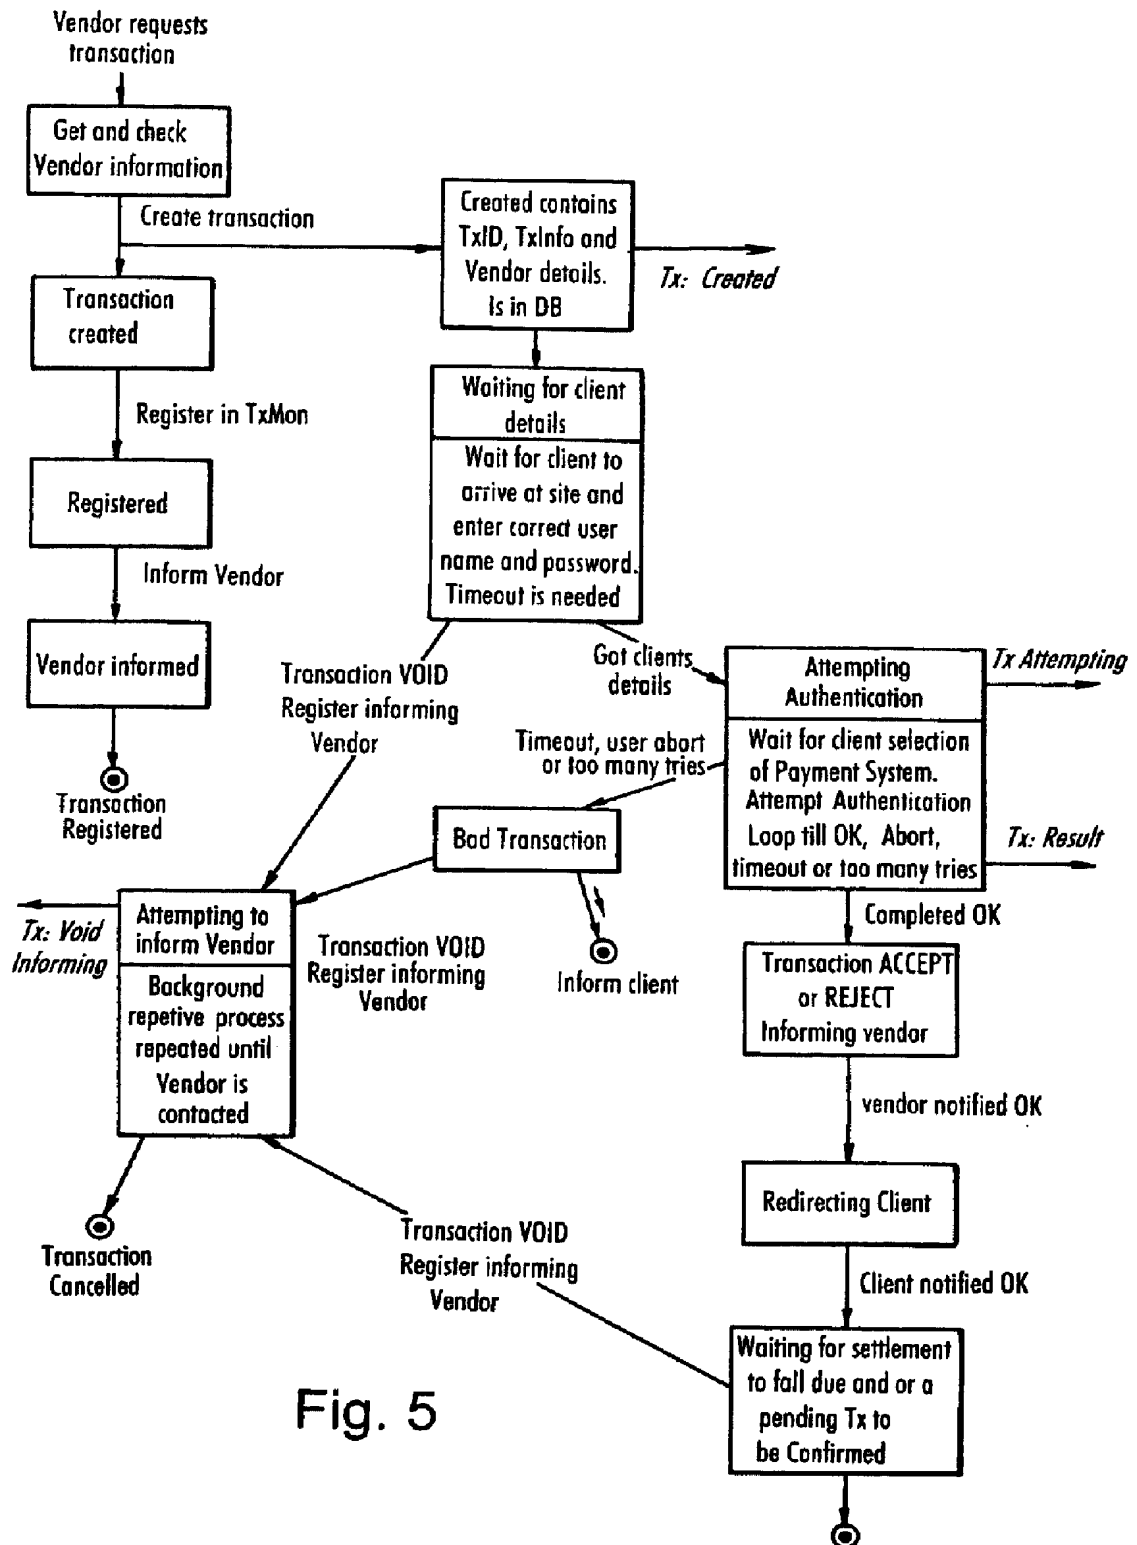 Vendor requests
transaction
Get and check
Vendor information
Create transaction
Created contains
TxID, TxInfo and
Vendor details.
Is in DB
Tx: Created
Transaction
created
Register in TxMon
Registered
Inform Vendor
Vendor informed
Transaction
Registered
Waiting for client
details
Wait for client to
arrive at site and
enter correct user
name and password.
Timeout is needed
Transaction VOID
Register informing
Vendor
Got clients
details
Attempting
Authentication
Tx Attempting
Wait for client selection
of Payment System.
Attempt Authentication
Loop till OK, Abort,
timeout or too many tries
Tx: Result
Timeout, user abort
or too many tries
Bad Transaction
Inform client
Transaction VOID
Register informing
Vendor
Attempting to
inform Vendor
Tx: Void
Informing
Background
repetive process
repeated until
Vendor is
contacted
Transaction
Cancelled
Completed OK
Transaction ACCEPT
or REJECT
Informing vendor
vendor notified OK
Redirecting Client
Client notified OK
Transaction VOID
Register informing
Vendor
Waiting for settlement
to fall due and or a
pending Tx to
be Confirmed
Fig. 5